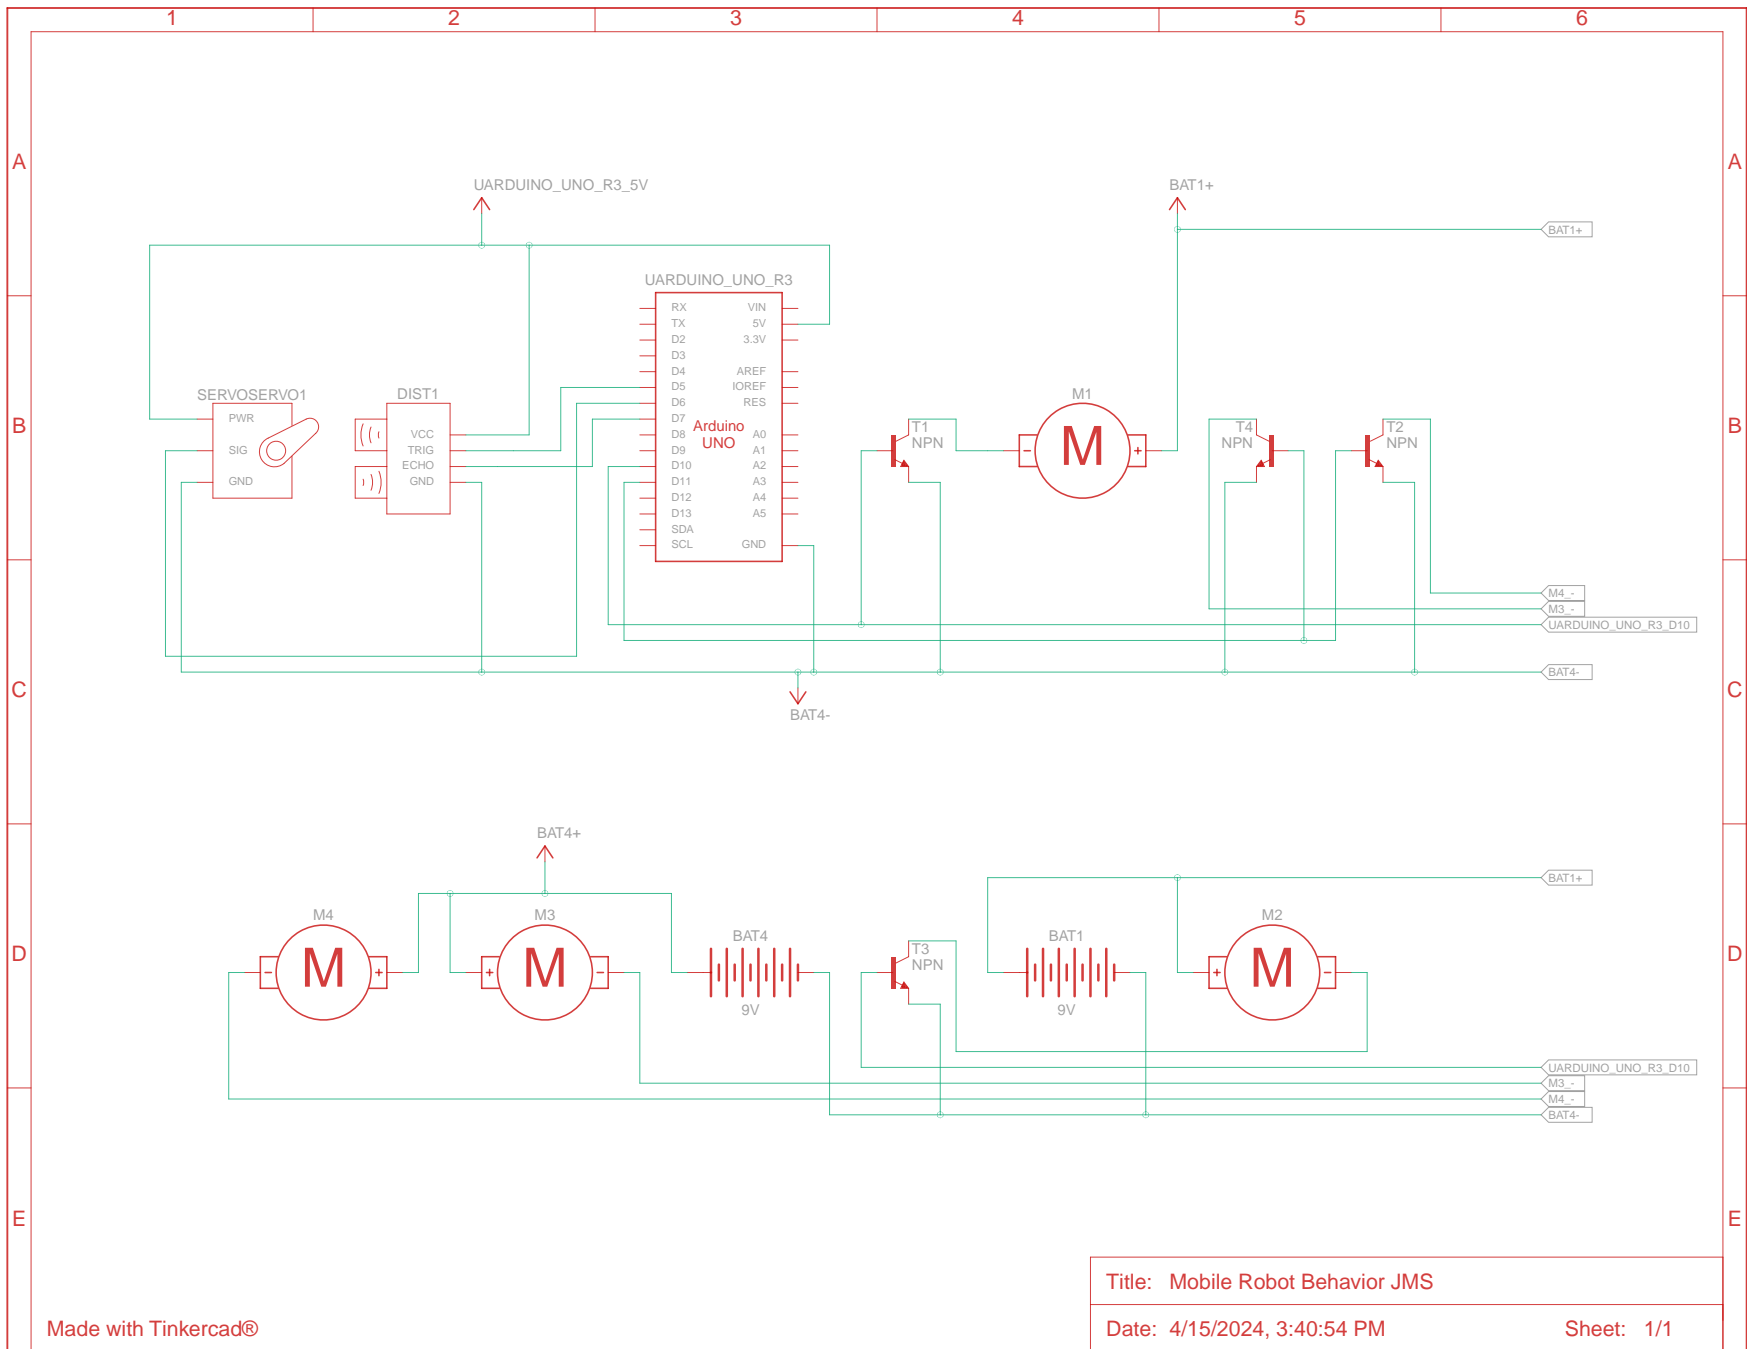 1 2 3 4 5 6
A A
UARDUINO_UNO_R3_5V
BAT1+
BAT1+
UARDUINO_UNO_R3
RX VIN
TX 5V
D2 3.3V
D3
D4 AREF
D5 IOREF
D6 RES
D7
D8 A0
D9 A1
D10 A2
D11 A3
D12 A4
D13 A5
SDA
SCL GND
Arduino
UNO
SERVOSERVO1
PWR
SIG
GND
DIST1
VCC
TRIG
ECHO
GND
B B
T1
NPN
M1
M
- +
T4
NPN
T2
NPN
M4_-
M3_-
UARDUINO_UNO_R3_D10
BAT4-
C C
BAT4-
BAT4+
BAT1+
M4
M
- +
M3
M
+ -
BAT4
9V
T3
NPN
BAT1
9V
M2
M
+ -
D D
UARDUINO_UNO_R3_D10
M3_-
M4_-
BAT4-
E E
Title: Mobile Robot Behavior JMS
Made with Tinkercad®
Date: 4/15/2024, 3:40:54 PM Sheet: 1/1